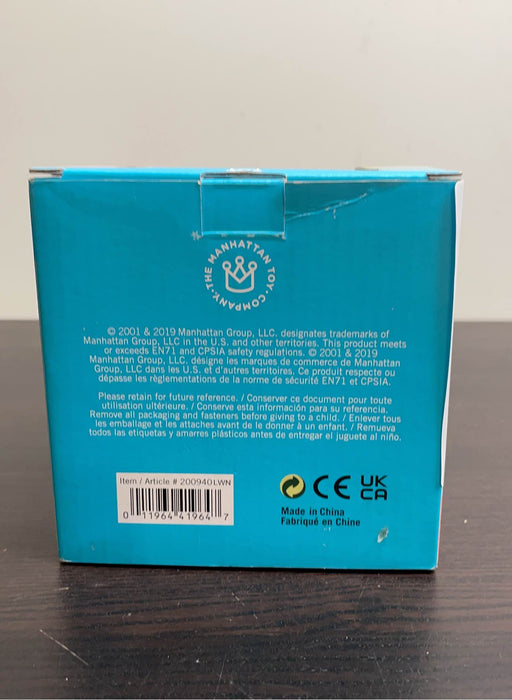 ·THE MANHATTAN TOY·COMPANY
© 2001 & 2019 Manhattan Group, LLC. designates trademarks of
Manhattan Group, LLC in the U.S. and other territories. This product meets
or exceeds EN71 and CPSIA safety regulations. © 2001 & 2019
Manhattan Group, LLC. désigne les marques de commerce de Manhattan
Group, LLC dans les U.S. et d'autres territoires. Ce produit respecte ou
dépasse les règlementations de la norme de sécurité EN71 et CPSIA.
Please retain for future reference. / Conserver ce document pour toute
utilisation ultérieure. / Conserve esta información para su referencia.
Remove all packaging and fasteners before giving to a child. / Enlever tous
les emballage et les attaches avant de le donner à un enfant. / Remueva
todos las etiquetas y amarres plásticos antes de entregar el juguete al niño.
Item / Article # 200940LWN
0 11964 41964 7
CE UK
CA
Made in China
Fabriqué en Chine